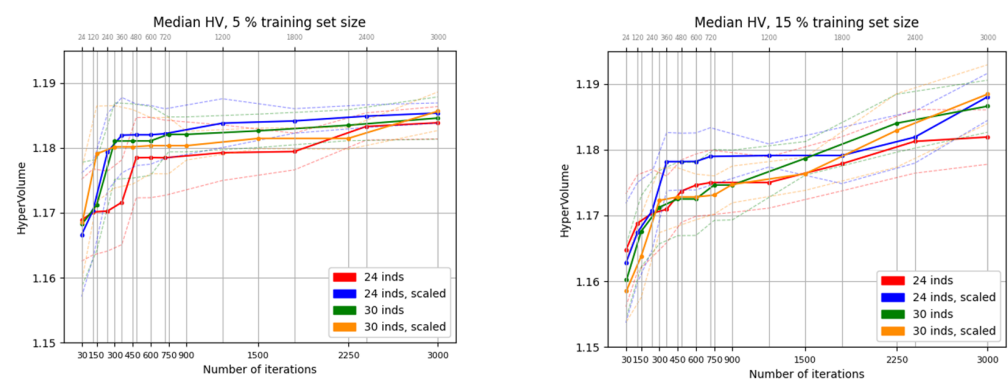 Median HV, 5 % training set size
24 120 240 360 480 600 720 1200 1800 2400 3000
1.19
1.18
1.17
1.16
1.15
HyperVolume
24 inds
24 inds, scaled
30 inds
30 inds, scaled
30 150 300 450 600 750 900 1500 2250 3000
Number of iterations
Median HV, 15 % training set size
24 120 240 360 480 600 720 1200 1800 2400 3000
1.19
1.18
1.17
1.16
1.15
HyperVolume
24 inds
24 inds, scaled
30 inds
30 inds, scaled
30 150 300 450 600 750 900 1500 2250 3000
Number of iterations